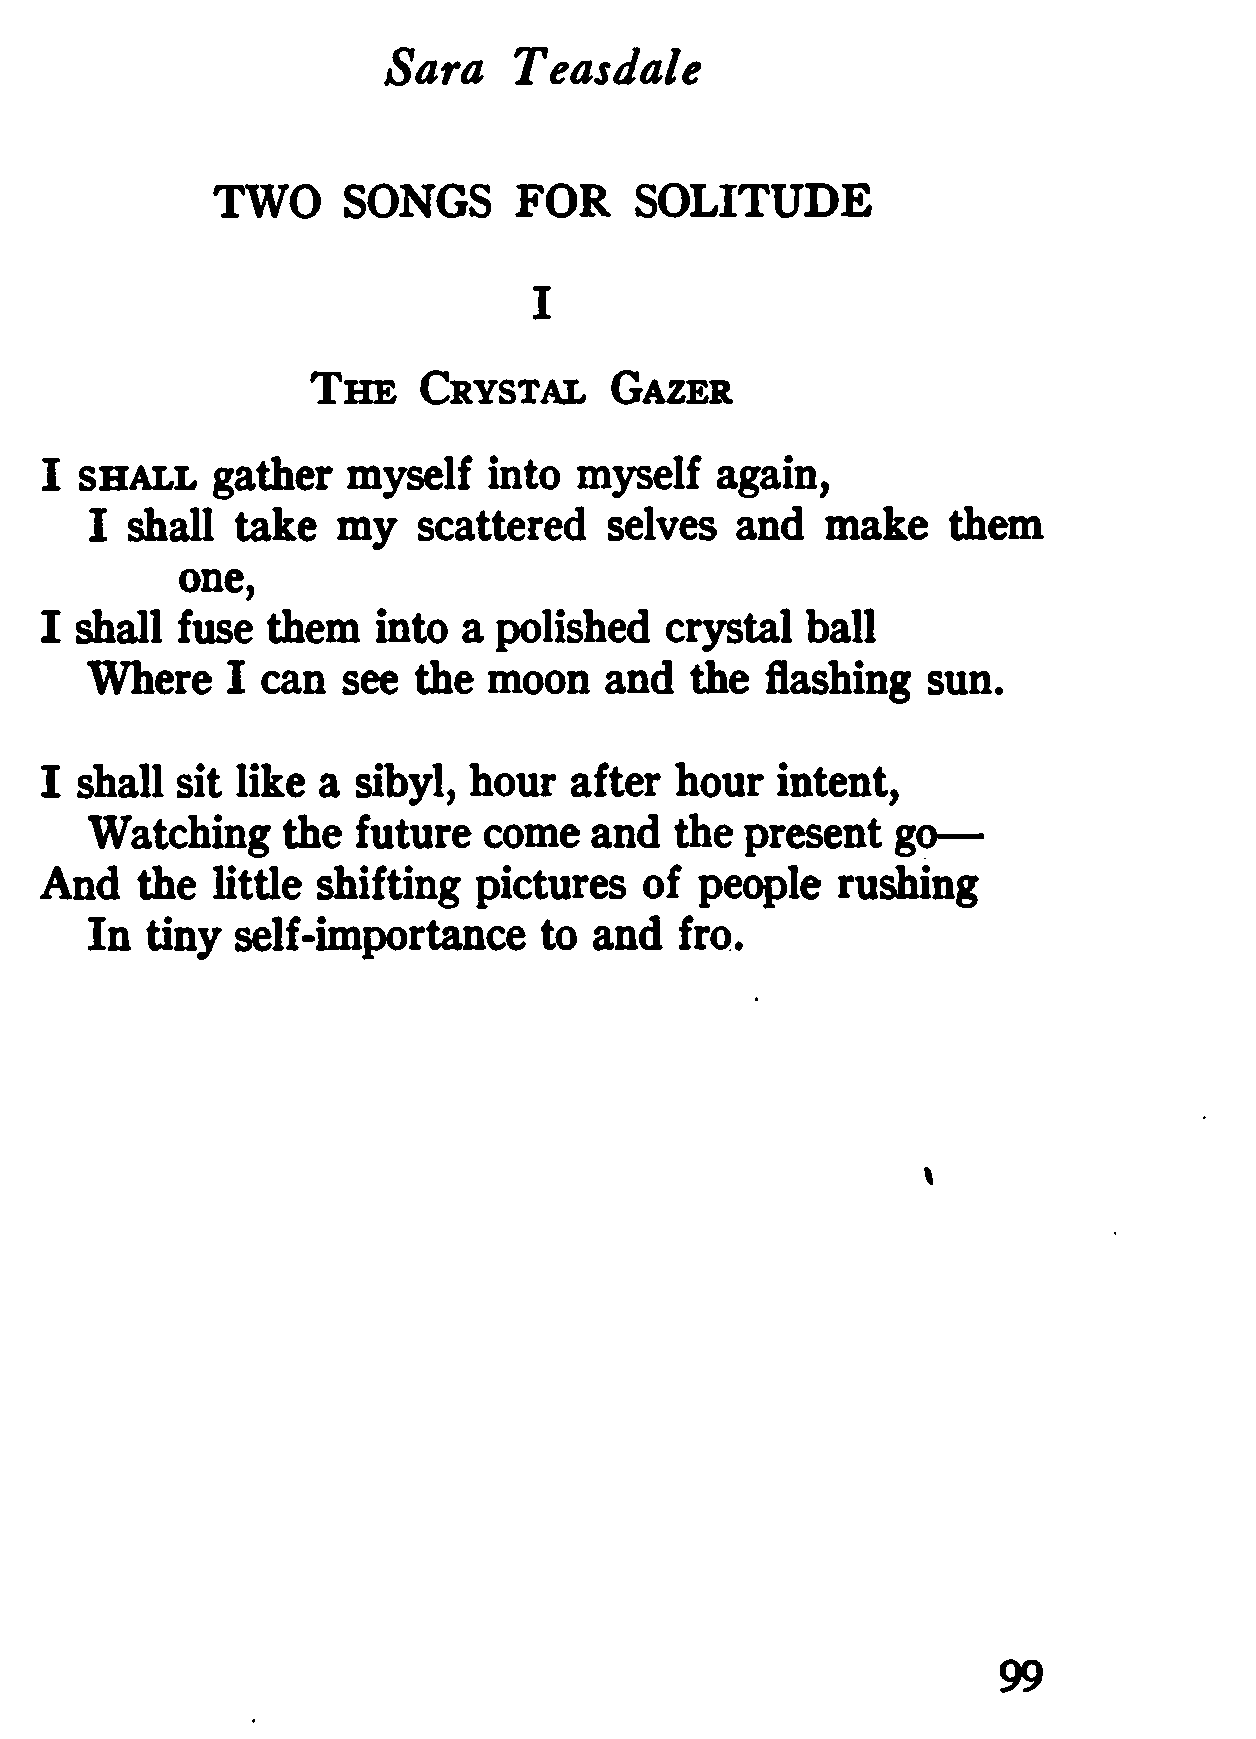 Sara Teasdale
TWO SONGS FOR SOLITUDE
I
The Crystal Gazer
I shall gather myself into myself again,
I shall take my scattered selves and make them
one,
I shall fuse them into a polished crystal ball
Where I can see the moon and the flashing sun.
I shall sit like a sibyl, hour after hour intent,
Watching the future come and the present go—
And the little shifting pictures of people rushing
In tiny self-importance to and fro.
99